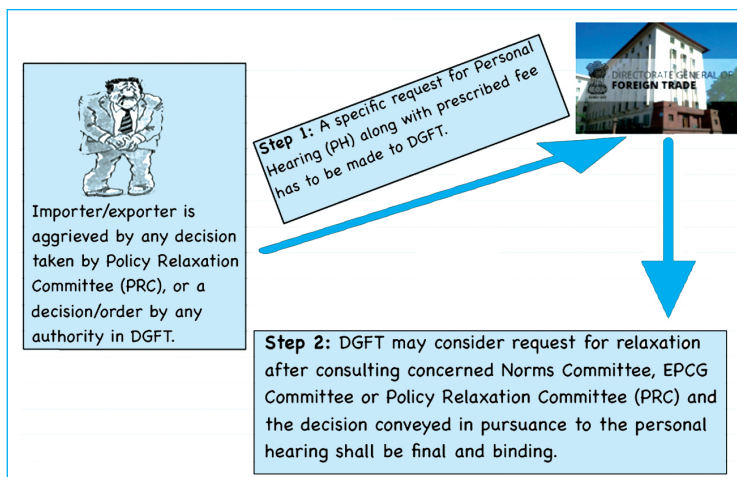 Importer/exporter is
aggrieved by any decision
taken by Policy Relaxation
Committee (PRC), or a
decision/order by any
authority in DGFT.
Step 1: A specific request for Personal
Hearing (PH) along with prescribed fee
has to be made to DGFT.
DIRECTORATE GENERAL OF
FOREIGN TRADE
Step 2: DGFT may consider request for relaxation
after consulting concerned Norms Committee, EPCG
Committee or Policy Relaxation Committee (PRC) and
the decision conveyed in pursuance to the personal
hearing shall be final and binding.